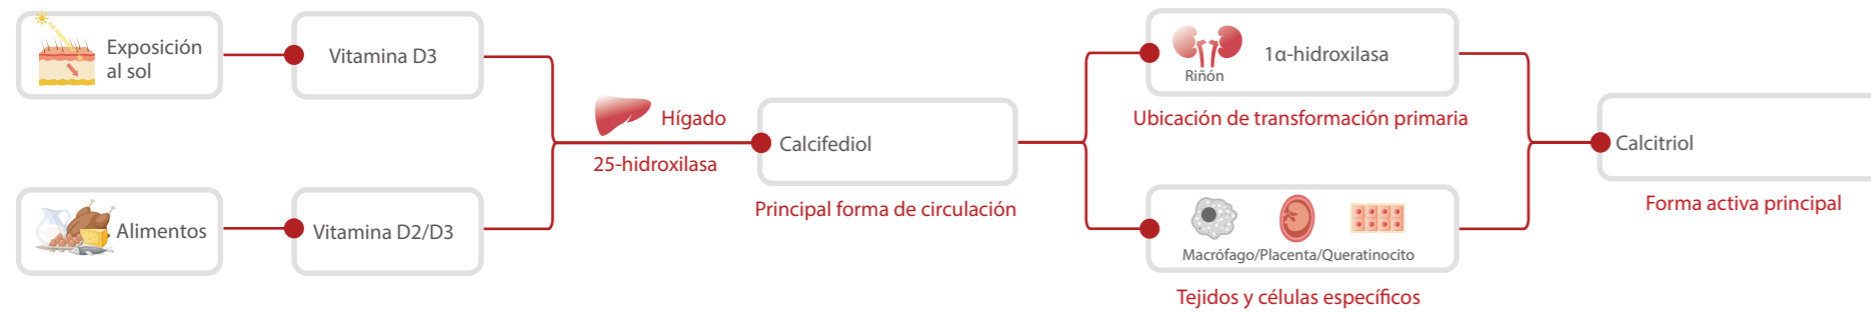 Exposición
al sol
Vitamina D3
Alimentos
Vitamina D2/D3
Hígado
25-hidroxilasa
Calcifediol
Principal forma de circulación
Riñón
1α-hidroxilasa
Ubicación de transformación primaria
Macrófago/Placenta/Queratinocito
Tejidos y células específicos
Calcitriol
Forma activa principal